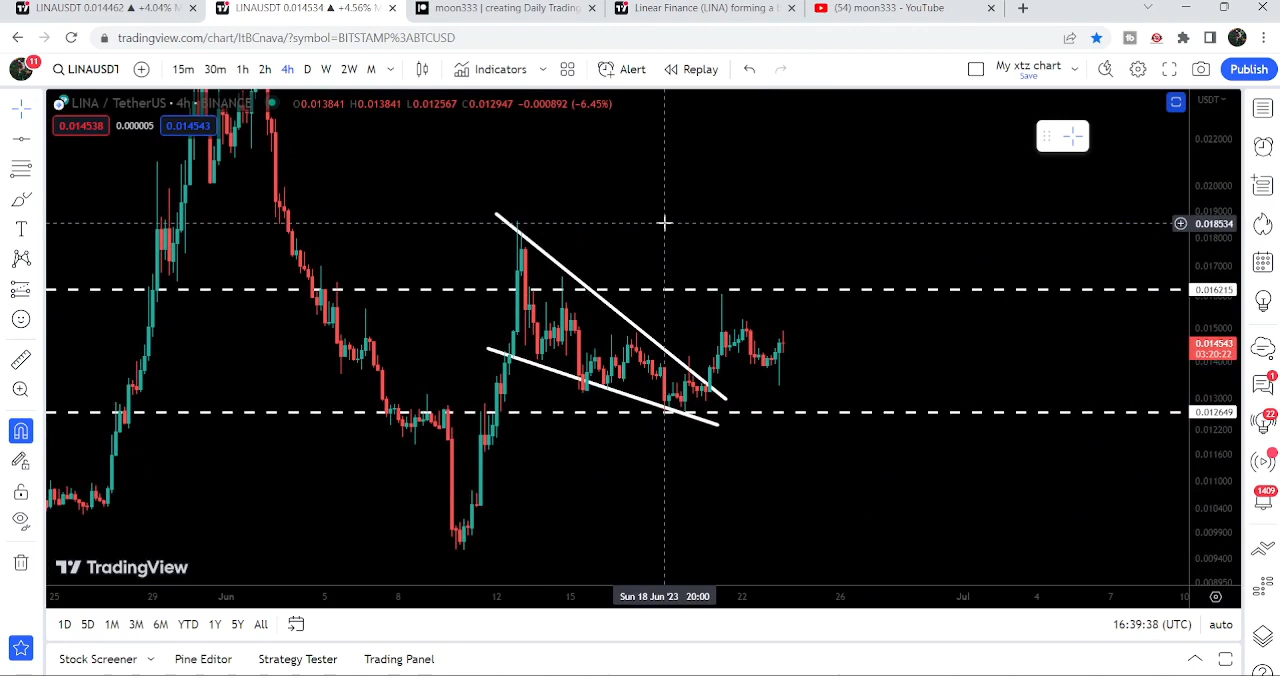 LINAUSDT 0.014462 ▲ +4.04% M
LINAUSDT 0.014534 ▲ +4.56% M
moon333 | creating Daily Trading
Linear Finance (LINA) forming a b
(54) moon333 - YouTube
tradingview.com/chart/ItBCnava/?symbol=BITSTAMP%3ABTCUSD
11
LINAUSDT 15m 30m 1h 2h 4h D W 2W M Indicators Alert Replay My xtz chart Save Publish
LINA / TetherUS • 4h • BINANCE O0.013841 H0.013841 L0.012567 C0.012947 −0.000892 (−6.45%)
0.014538 0.000005 0.014543
USDT
0.022000
0.020000
0.019000
0.018534
0.018000
0.017000
0.016215
0.015000
0.014543
03:20:22
0.014000
0.013000
0.012649
0.012200
0.011600
0.011000
0.010400
0.009900
0.009400
0.008950
1
22
1409
TradingView
25 29 Jun 5 8 12 15 Sun 18 Jun '23 20:00 22 26 Jul 4 7 10
1D 5D 1M 3M 6M YTD 1Y 5Y All 16:39:38 (UTC) auto
Stock Screener Pine Editor Strategy Tester Trading Panel